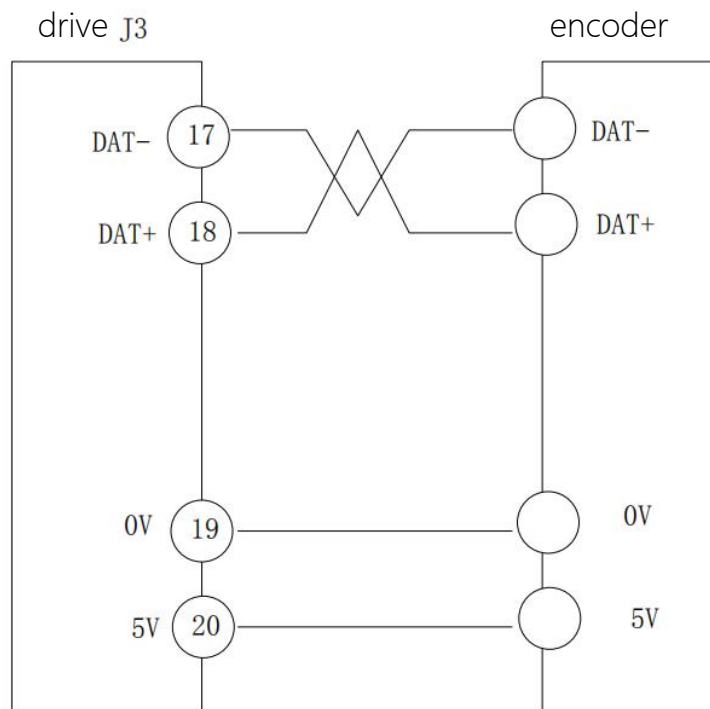 drive J3 encoder
DAT- 17 DAT-
DAT+ 18 DAT+
0V 19 0V
5V 20 5V